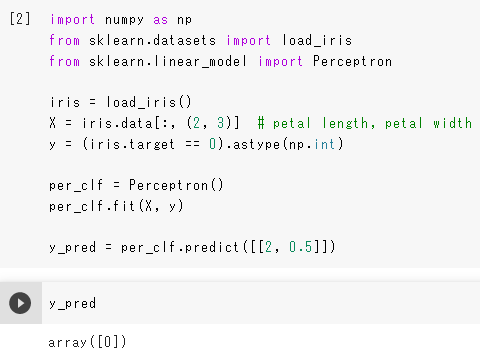 [2] import numpy as np
from sklearn.datasets import load_iris
from sklearn.linear_model import Perceptron
iris = load_iris()
X = iris.data[:, (2, 3)]  # petal length, petal width
y = (iris.target == 0).astype(np.int)
per_clf = Perceptron()
per_clf.fit(X, y)
y_pred = per_clf.predict([[2, 0.5]])
y_pred
array([0])